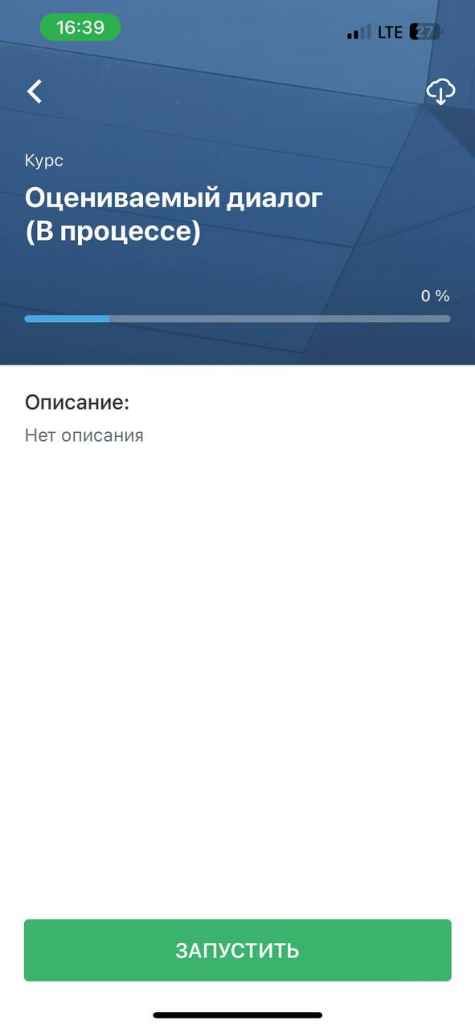 16:39
LTE 27
Курс
Оцениваемый диалог
(В процессе)
0 %
Описание:
Нет описания
ЗАПУСТИТЬ